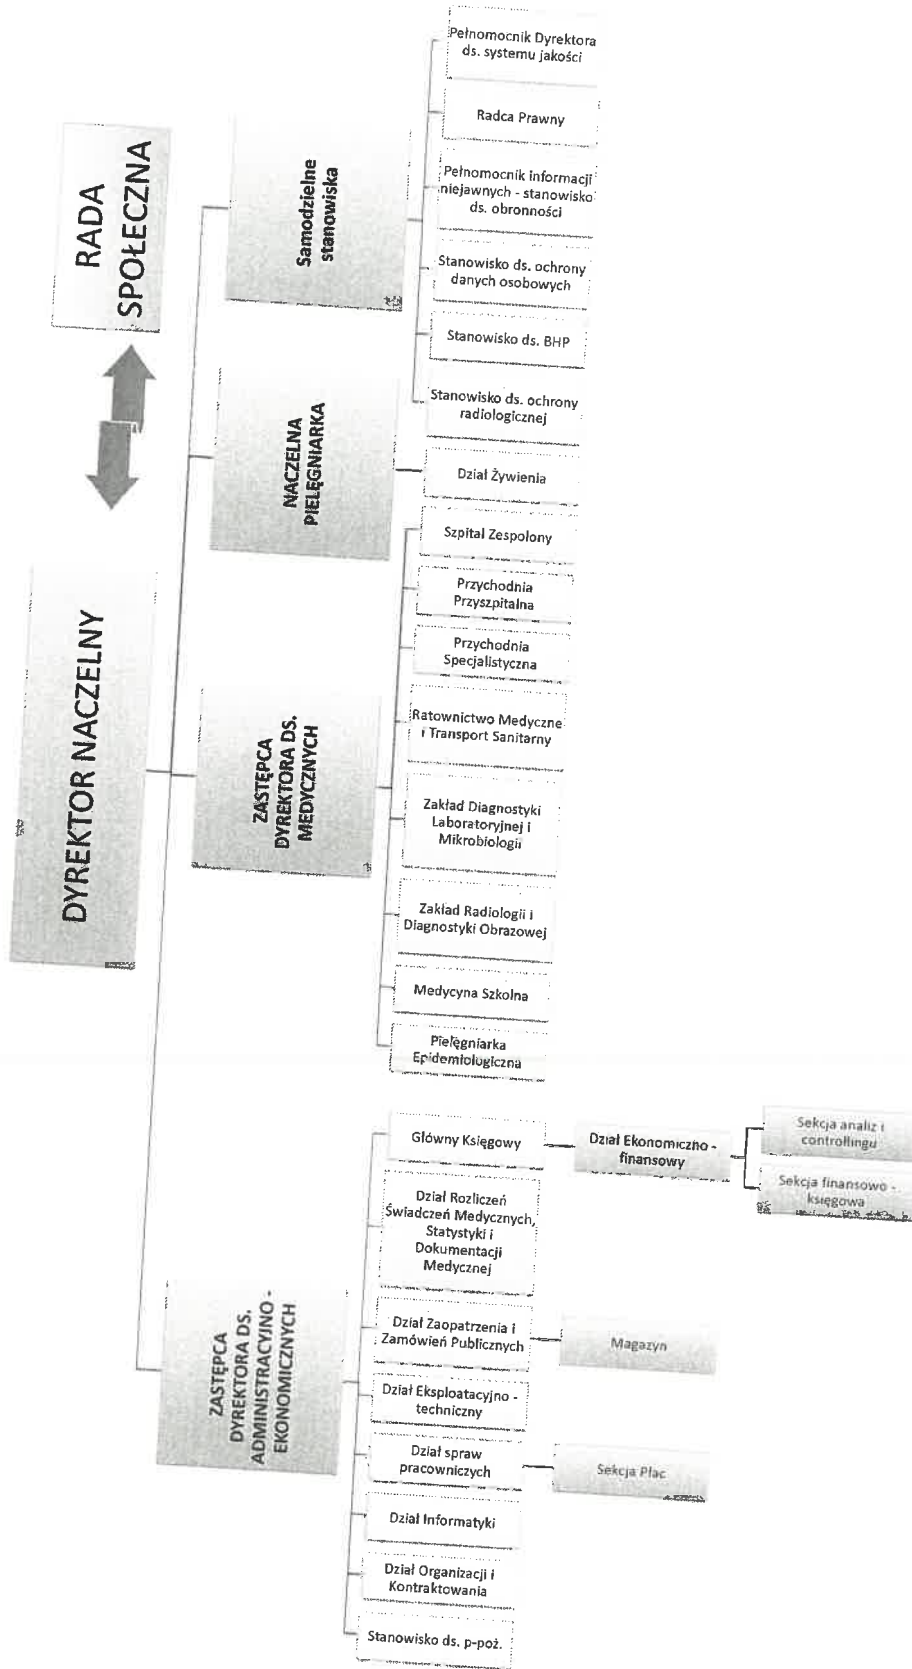 RADA
SPOŁECZNA
DYREKTOR NACZELNY
Samodzielne
stanowiska
Pełnomocnik Dyrektora
ds. systemu jakości
Radca Prawny
Pełnomocnik informacji
niejawnych - stanowisko
ds. obronności
Stanowisko ds. ochrony
danych osobowych
Stanowisko ds. BHP
Stanowisko ds. ochrony
radiologicznej
NACZELNA
PIELĘGNIARKA
Dział Żywienia
ZASTĘPCA
DYREKTORA DS.
MEDYCZNYCH
Szpital Zespolony
Przychodnia
Przyszpitalna
Przychodnia
Specjalistyczna
Ratownictwo Medyczne
i Transport Sanitarny
Zakład Diagnostyki
Laboratoryjnej i
Mikrobiologii
Zakład Radiologii i
Diagnostyki Obrazowej
Medycyna Szkolna
Pielęgniarka
Epidemiologiczna
ZASTĘPCA
DYREKTORA DS.
ADMINISTRACYJNO -
EKONOMICZNYCH
Główny Księgowy
Dział Ekonomiczno -
finansowy
Sekcja analiz i
controllingu
Sekcja finansowo -
księgowa
Dział Rozliczeń
Świadczeń Medycznych,
Statystyki i
Dokumentacji
Medycznej
Dział Zaopatrzenia i
Zamówień Publicznych
Magazyn
Dział Eksploatacyjno -
techniczny
Dział spraw
pracowniczych
Sekcja Płac
Dział Informatyki
Dział Organizacji i
Kontraktowania
Stanowisko ds. p-poż.